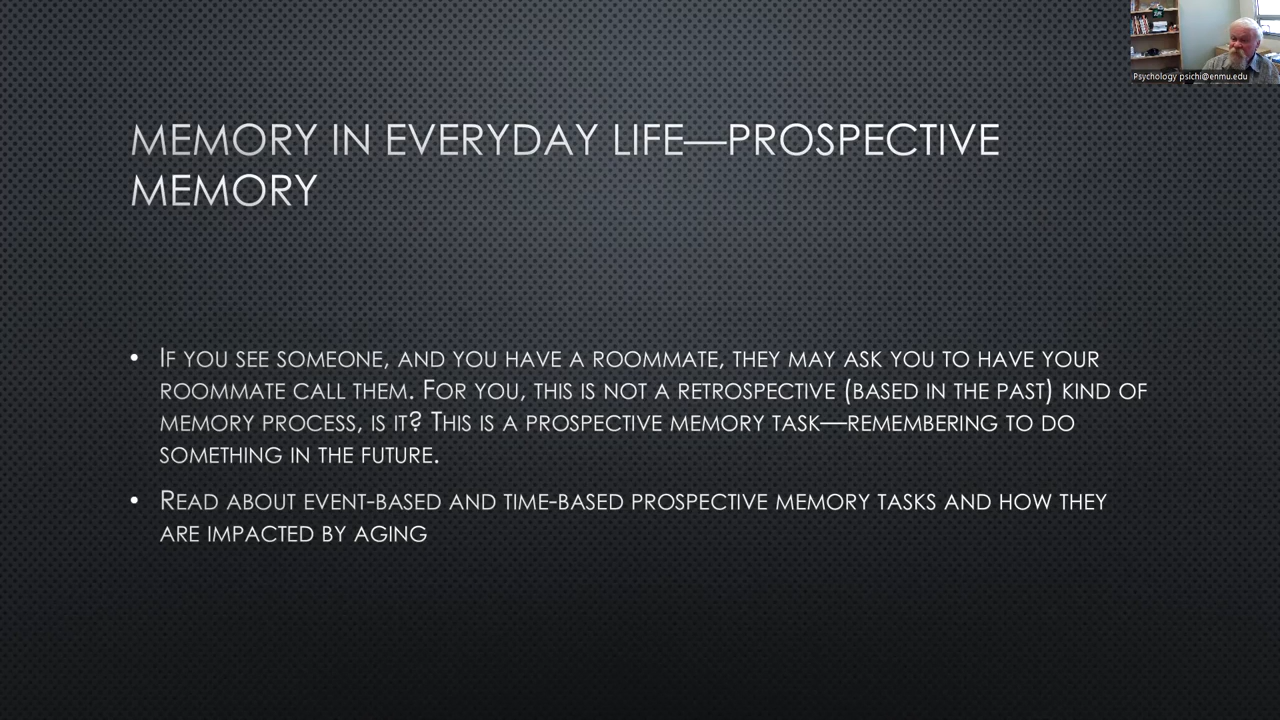 Psychology psichi@enmu.edu
MEMORY IN EVERYDAY LIFE—PROSPECTIVE
MEMORY
• IF YOU SEE SOMEONE, AND YOU HAVE A ROOMMATE, THEY MAY ASK YOU TO HAVE YOUR
ROOMMATE CALL THEM. FOR YOU, THIS IS NOT A RETROSPECTIVE (BASED IN THE PAST) KIND OF
MEMORY PROCESS, IS IT? THIS IS A PROSPECTIVE MEMORY TASK—REMEMBERING TO DO
SOMETHING IN THE FUTURE.
• READ ABOUT EVENT-BASED AND TIME-BASED PROSPECTIVE MEMORY TASKS AND HOW THEY
ARE IMPACTED BY AGING